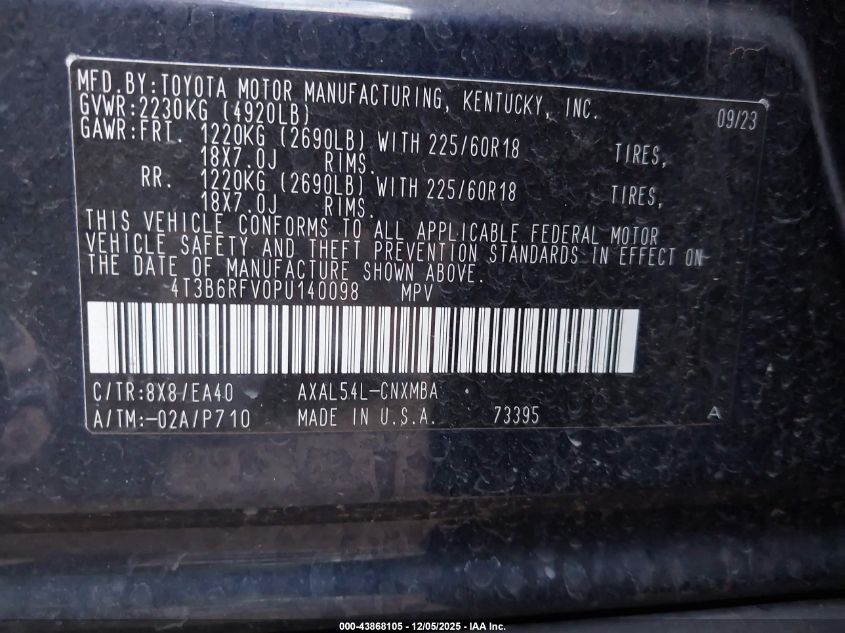 MFD.BY:TOYOTA MOTOR MANUFACTURING, KENTUCKY, INC.
GVWR:2230KG (4920LB) 09/23
GAWR:FRT. 1220KG (2690LB) WITH 225/60R18 TIRES,
18X7.0J RIMS.
RR. 1220KG (2690LB) WITH 225/60R18 TIRES,
18X7.0J RIMS.
THIS VEHICLE CONFORMS TO ALL APPLICABLE FEDERAL MOTOR
VEHICLE SAFETY AND THEFT PREVENTION STANDARDS IN EFFECT ON
THE DATE OF MANUFACTURE SHOWN ABOVE.
4T3B6RFV0PU140098 MPV
C/TR:8X8/EA40 AXAL54L-CNXMBA
A/TM:-02A/P710 MADE IN U.S.A. 73395 A
000-43868105 - 12/05/2025 - IAA Inc.